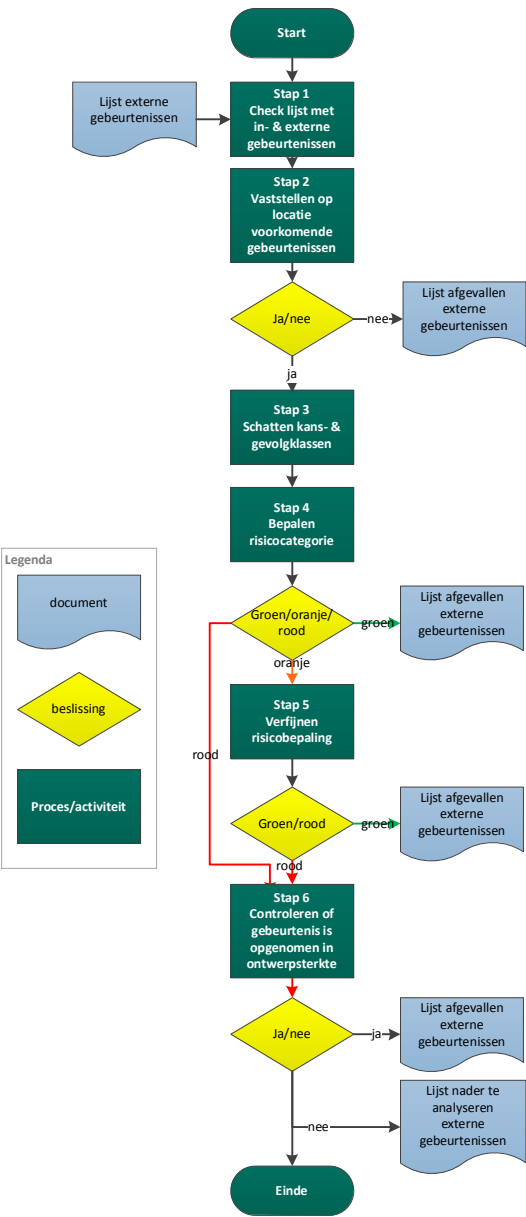 Start
Lijst externe
gebeurtenissen
Stap 1
Check lijst met
in- & externe
gebeurtenissen
Stap 2
Vaststellen op
locatie
voorkomende
gebeurtenissen
Ja/nee
nee
Lijst afgevallen
externe
gebeurtenissen
ja
Stap 3
Schatten kans- &
gevolgklassen
Stap 4
Bepalen
risicocategorie
Legenda
document
beslissing
Proces/activiteit
Groen/oranje/
rood
groen
Lijst afgevallen
externe
gebeurtenissen
oranje
rood
Stap 5
Verfijnen
risicobepaling
Groen/rood
groen
Lijst afgevallen
externe
gebeurtenissen
rood
Stap 6
Controleren of
gebeurtenis is
opgenomen in
ontwerpsterkte
Ja/nee
ja
Lijst afgevallen
externe
gebeurtenissen
nee
Lijst nader te
analyseren
externe
gebeurtenissen
Einde